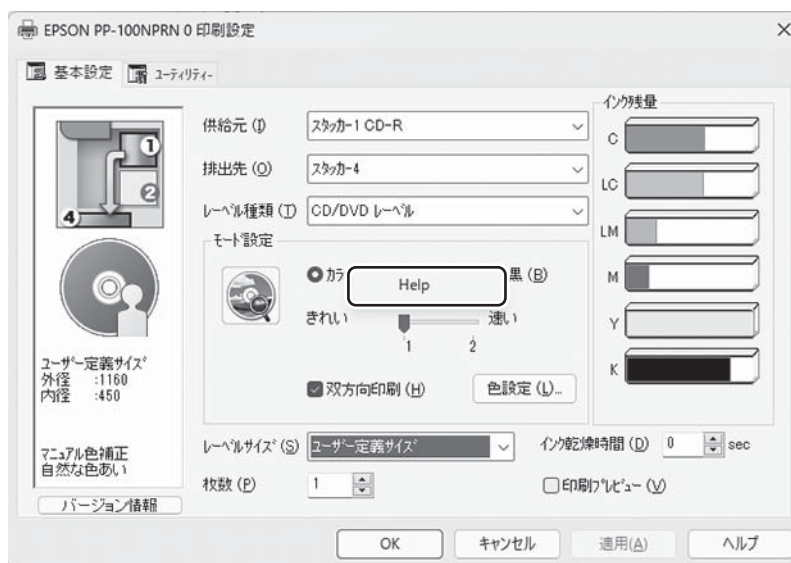 EPSON PP-100NPRN 0 印刷設定
基本設定 ユーティリティー
供給元 (I) スタッカー1 CD-R
排出先 (O) スタッカー4
レーベル種類 (T) CD/DVD レーベル
モード設定
カラ 黒 (B)
Help
きれい 速い
1 2
双方向印刷 (H) 色設定 (L)...
レーベルサイズ (S) ユーザー定義サイズ
インク乾燥時間 (D) 0 sec
枚数 (P) 1
印刷プレビュー (V)
インク残量
C
LC
LM
M
Y
K
1
2
4
ユーザー定義サイズ
外径 :1160
内径 :450
マニュアル色補正
自然な色あい
バージョン情報
OK キャンセル 適用(A) ヘルプ